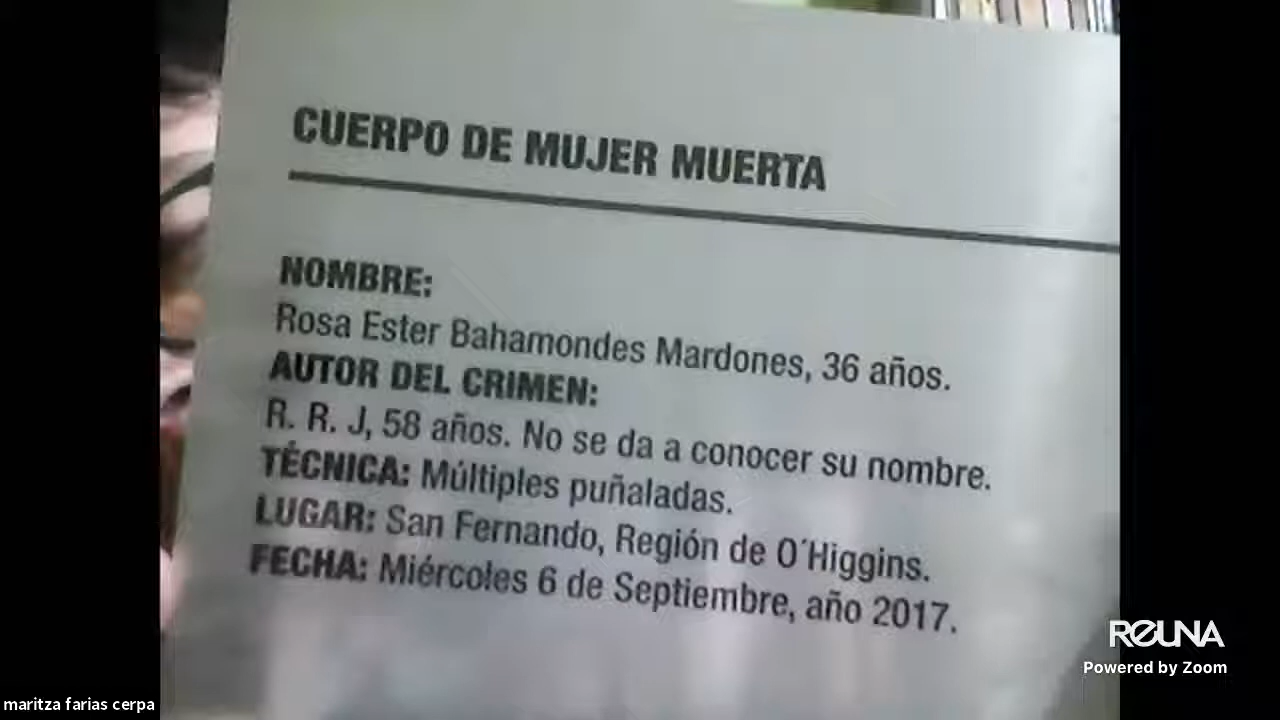 CUERPO DE MUJER MUERTA
NOMBRE:
Rosa Ester Bahamondes Mardones, 36 años.
AUTOR DEL CRIMEN:
R. R. J, 58 años. No se da a conocer su nombre.
TÉCNICA: Múltiples puñaladas.
LUGAR: San Fernando, Región de O´Higgins.
FECHA: Miércoles 6 de Septiembre, año 2017.
REUNA
Powered by Zoom
maritza farias cerpa